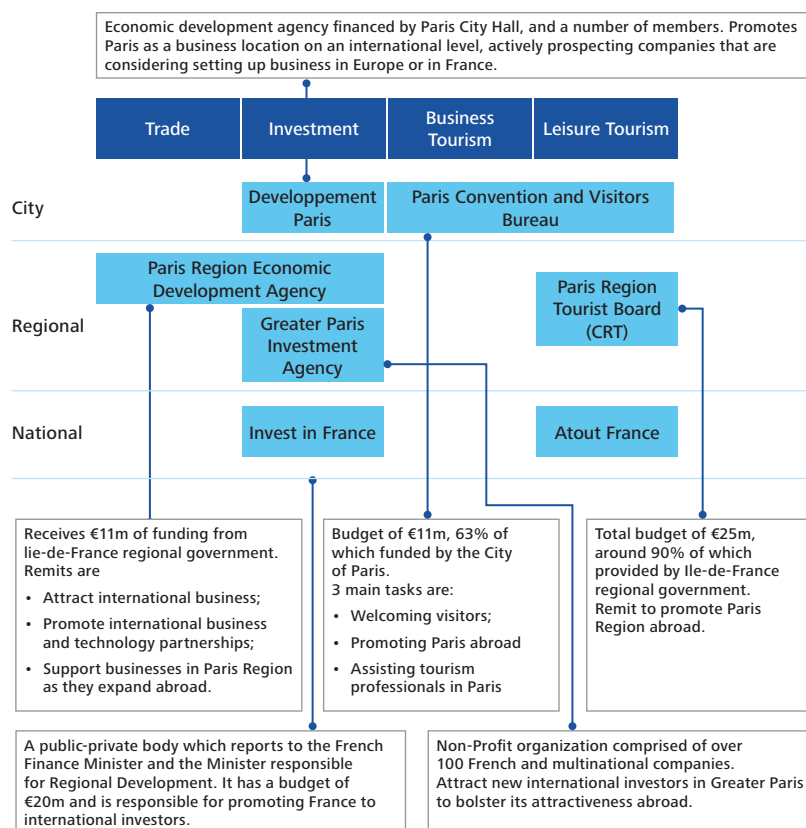 Economic development agency financed by Paris City Hall, and a number of members. Promotes
Paris as a business location on an international level, actively prospecting companies that are
considering setting up business in Europe or in France.
Trade
Investment
Business
Tourism
Leisure Tourism
City
Developpement
Paris
Paris Convention and Visitors
Bureau
Regional
Paris Region Economic
Development Agency
Greater Paris
Investment
Agency
Paris Region
Tourist Board
(CRT)
National
Invest in France
Atout France
Receives €11m of funding from
lie-de-France regional government.
Remits are
• Attract international business;
• Promote international business
and technology partnerships;
• Support businesses in Paris Region
as they expand abroad.
Budget of €11m, 63% of
which funded by the City
of Paris.
3 main tasks are:
• Welcoming visitors;
• Promoting Paris abroad
• Assisting tourism
professionals in Paris
Total budget of €25m,
around 90% of which
provided by Ile-de-France
regional government.
Remit to promote Paris
Region abroad.
A public-private body which reports to the French
Finance Minister and the Minister responsible
for Regional Development. It has a budget of
€20m and is responsible for promoting France to
international investors.
Non-Profit organization comprised of over
100 French and multinational companies.
Attract new international investors in Greater Paris
to bolster its attractiveness abroad.